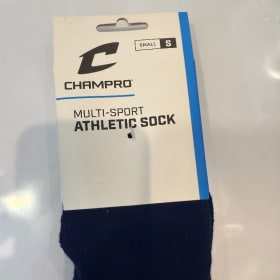 SMALL S
CHAMPRO
MULTI-SPORT
ATHLETIC SOCK